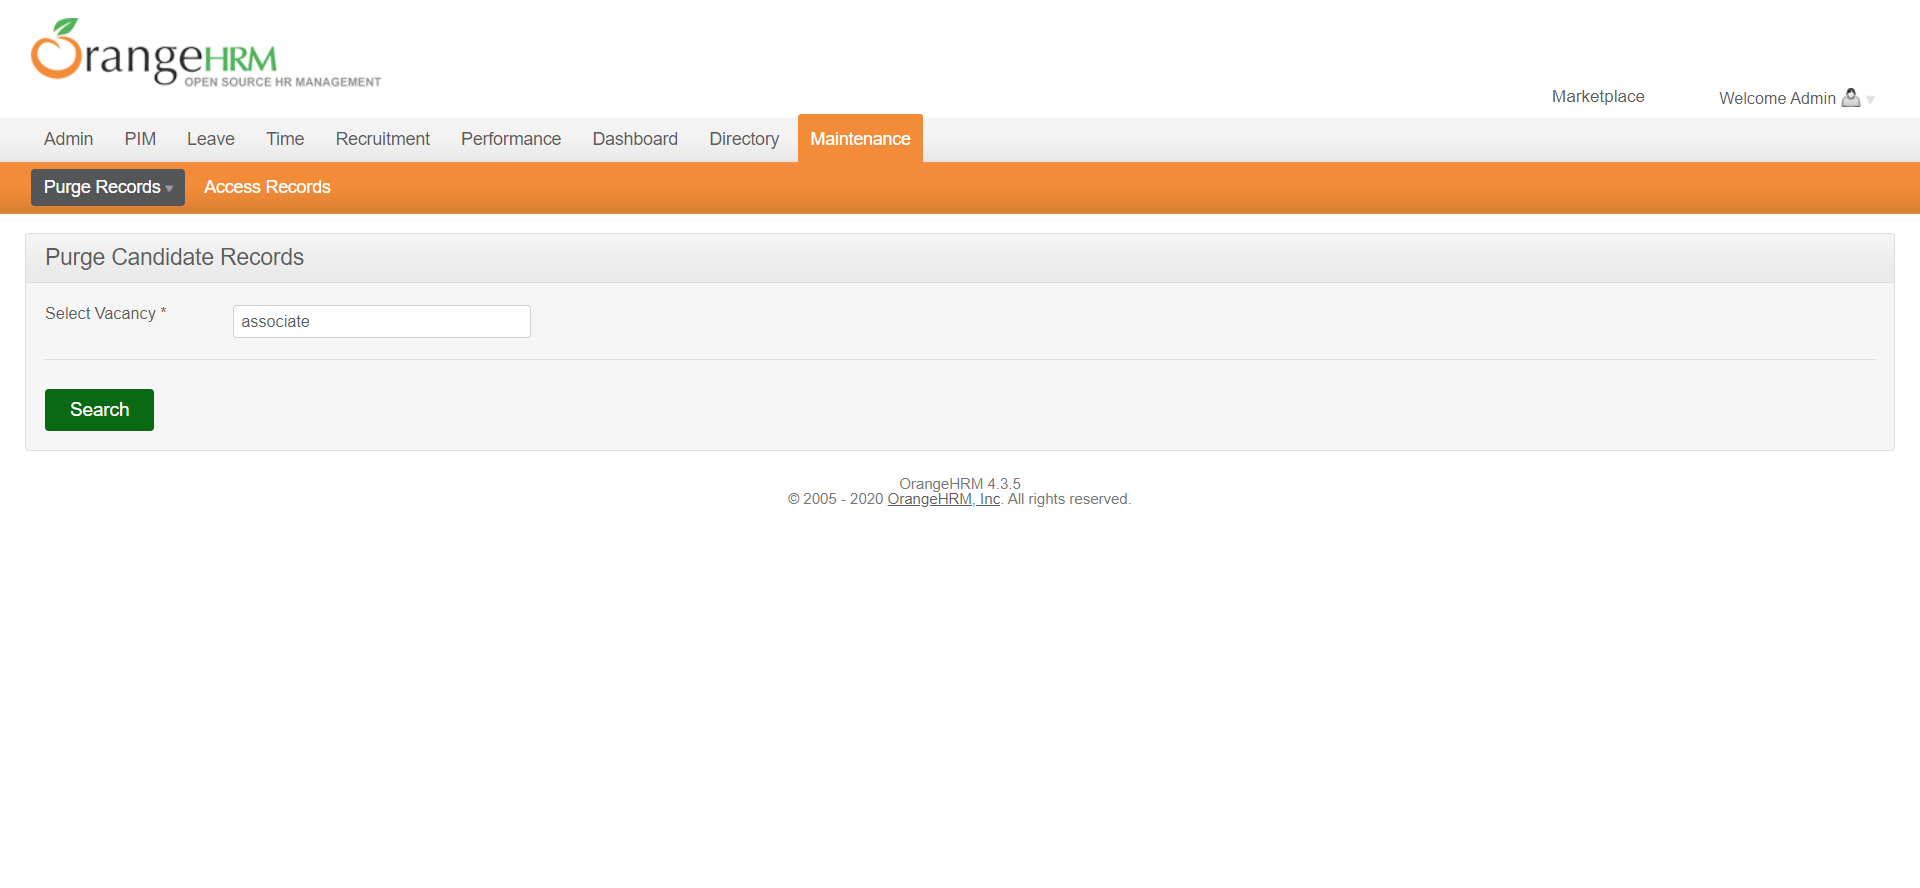 OrangeHRM
OPEN SOURCE HR MANAGEMENT
Marketplace
Welcome Admin
Admin PIM Leave Time Recruitment Performance Dashboard Directory Maintenance
Purge Records Access Records
Purge Candidate Records
Select Vacancy * associate
Search
OrangeHRM 4.3.5
© 2005 - 2020 OrangeHRM, Inc. All rights reserved.